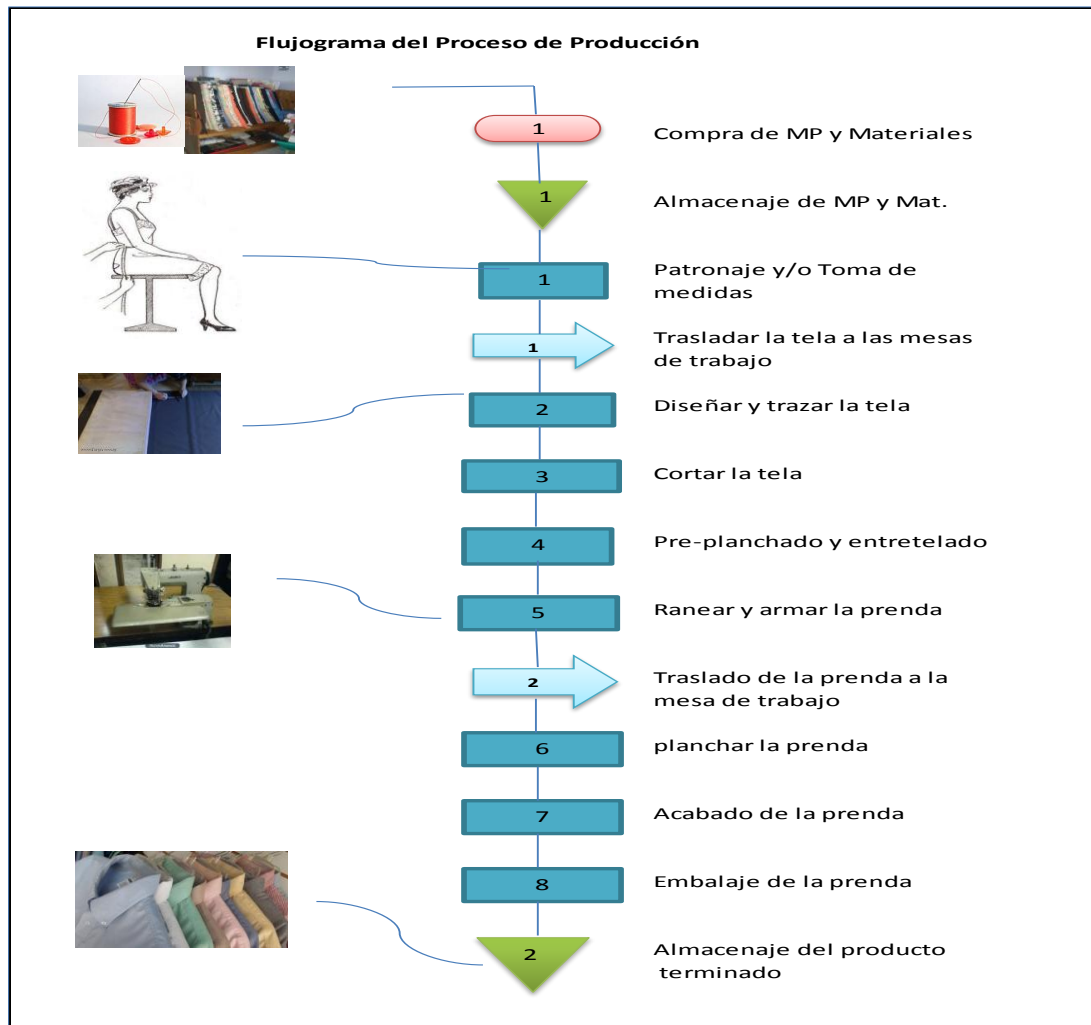 Flujograma del Proceso de Producción
1
Compra de MP y Materiales
1
Almacenaje de MP y Mat.
1
Patronaje y/o Toma de
medidas
1
Trasladar la tela a las mesas
de trabajo
2
Diseñar y trazar la tela
3
Cortar la tela
4
Pre-planchado y entretelado
5
Ranear y armar la prenda
2
Traslado de la prenda a la
mesa de trabajo
6
planchar la prenda
7
Acabado de la prenda
8
Embalaje de la prenda
2
Almacenaje del producto
terminado